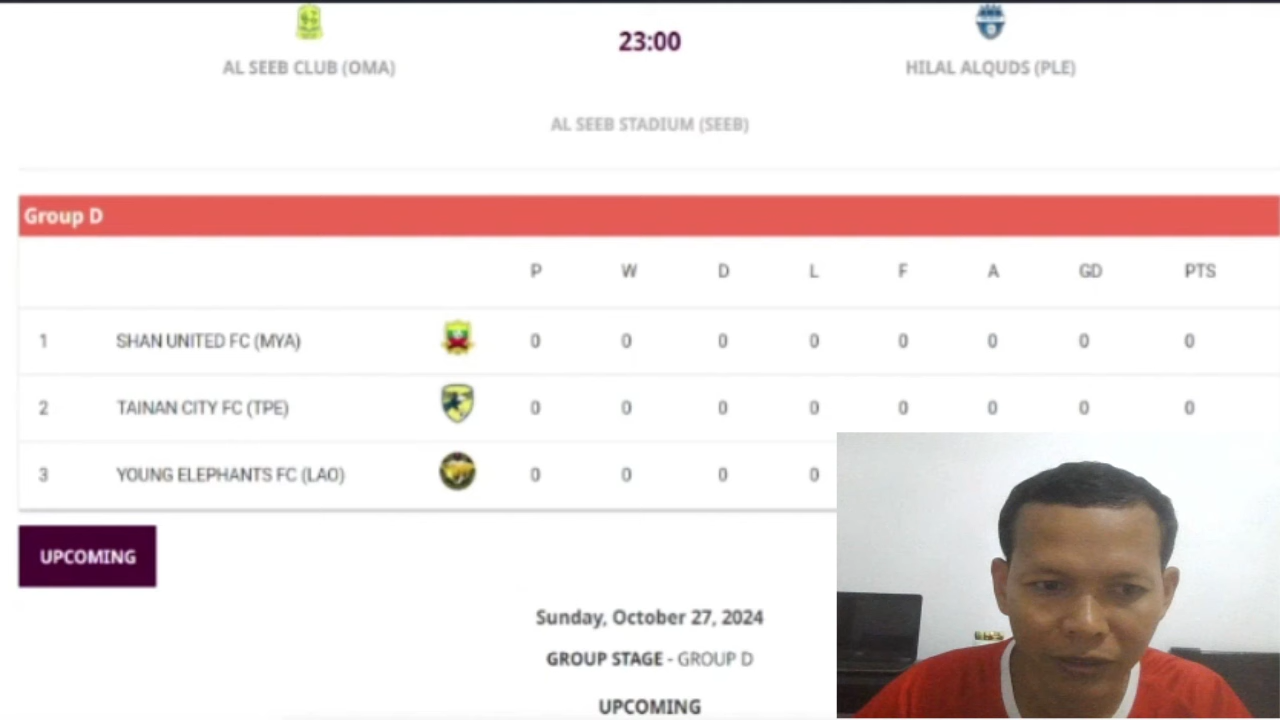 23:00
AL SEEB CLUB (OMA) HILAL ALQUDS (PLE)
AL SEEB STADIUM (SEEB)
Group D
P W D L F A GD PTS
1 SHAN UNITED FC (MYA) 0 0 0 0 0 0 0 0
2 TAINAN CITY FC (TPE) 0 0 0 0 0 0 0 0
3 YOUNG ELEPHANTS FC (LAO) 0 0 0 0
UPCOMING
Sunday, October 27, 2024
GROUP STAGE - GROUP D
UPCOMING